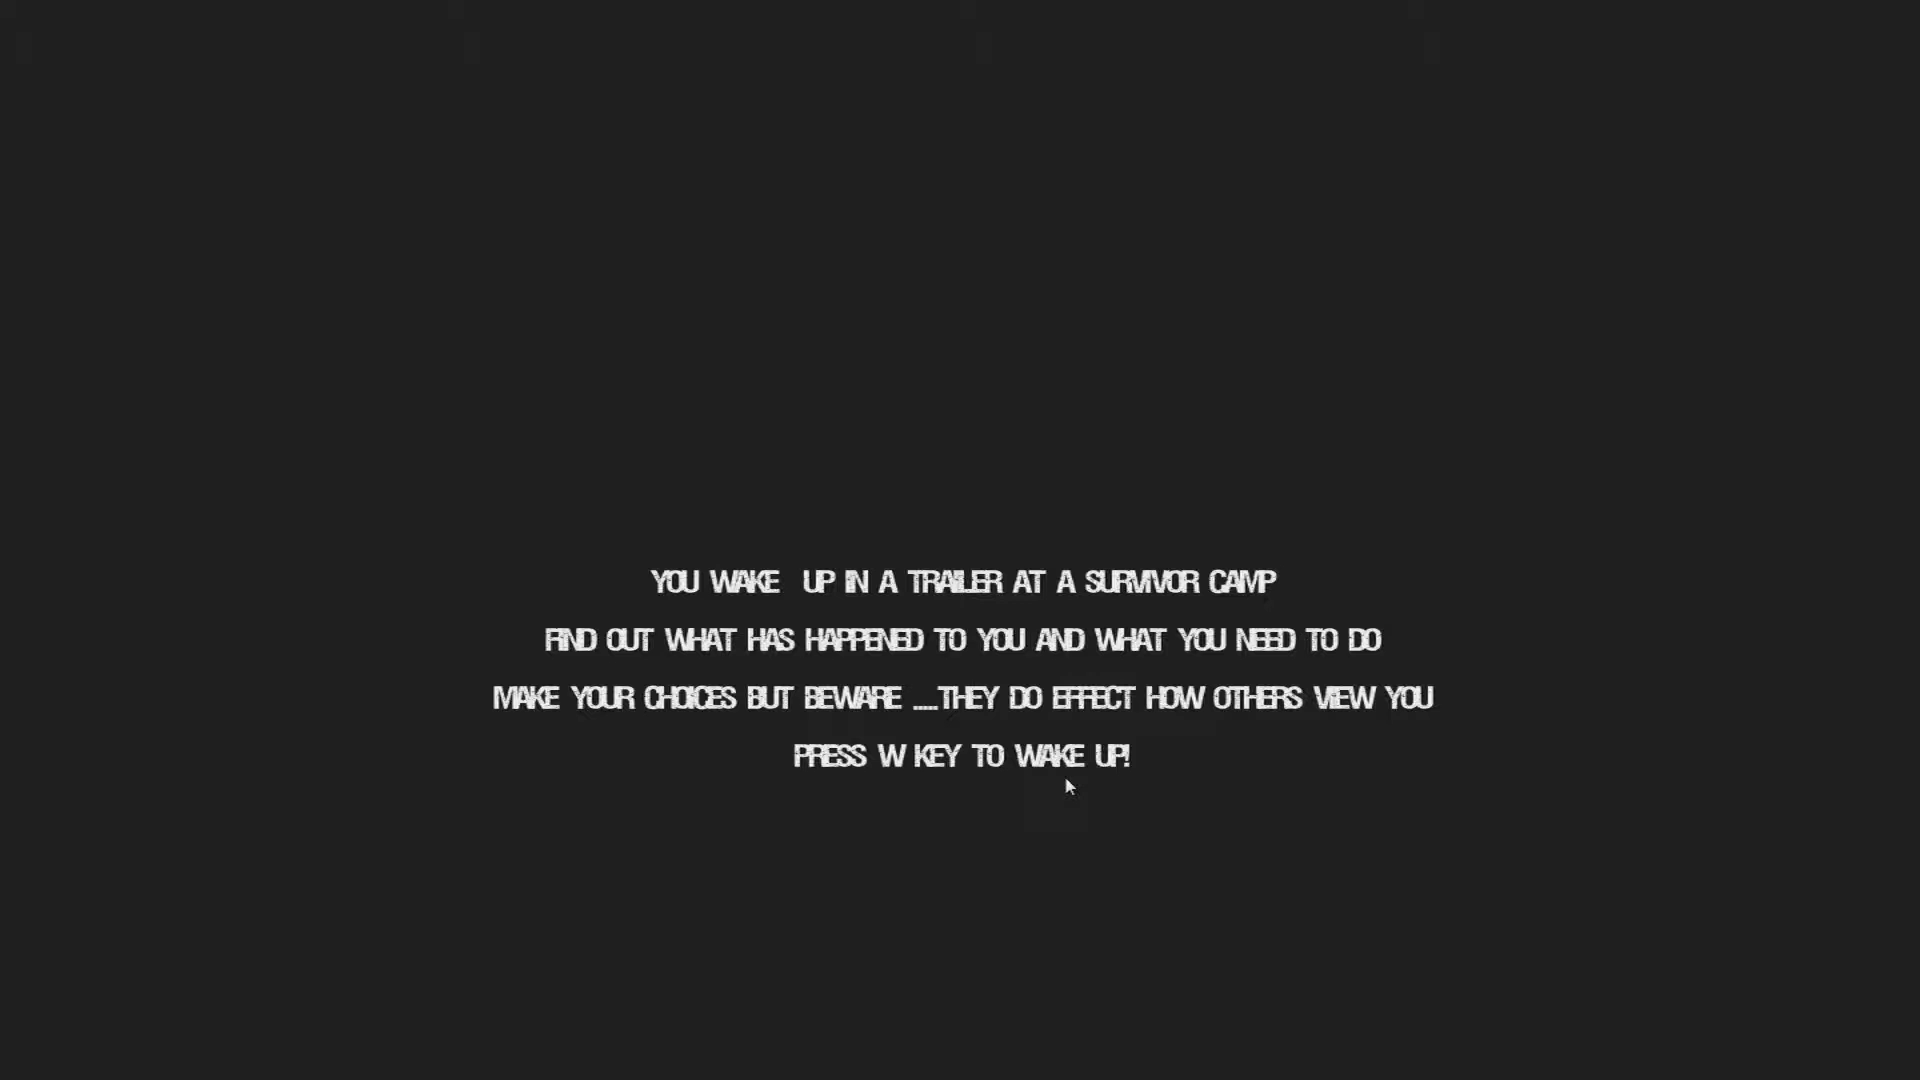 YOU WAKE  UP IN A TRAILER AT A SURVIVOR CAMP
FIND OUT WHAT HAS HAPPENED TO YOU AND WHAT YOU NEED TO DO
MAKE YOUR CHOICES BUT BEWARE .....THEY DO EFFECT HOW OTHERS VIEW YOU
PRESS W KEY TO WAKE UP!